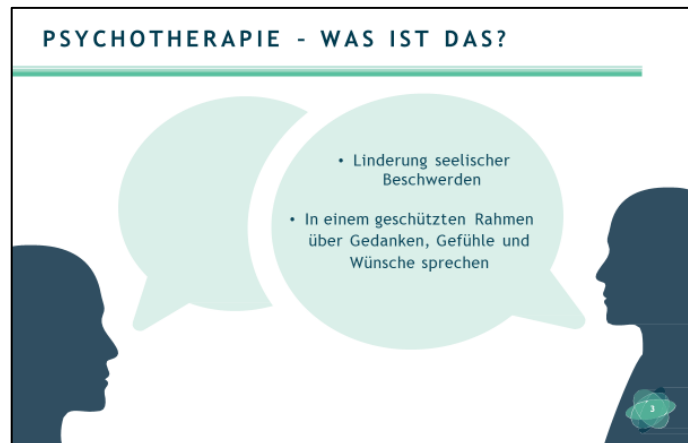 PSYCHOTHERAPIE - WAS IST DAS?
• Linderung seelischer
Beschwerden
• In einem geschützten Rahmen
über Gedanken, Gefühle und
Wünsche sprechen
3